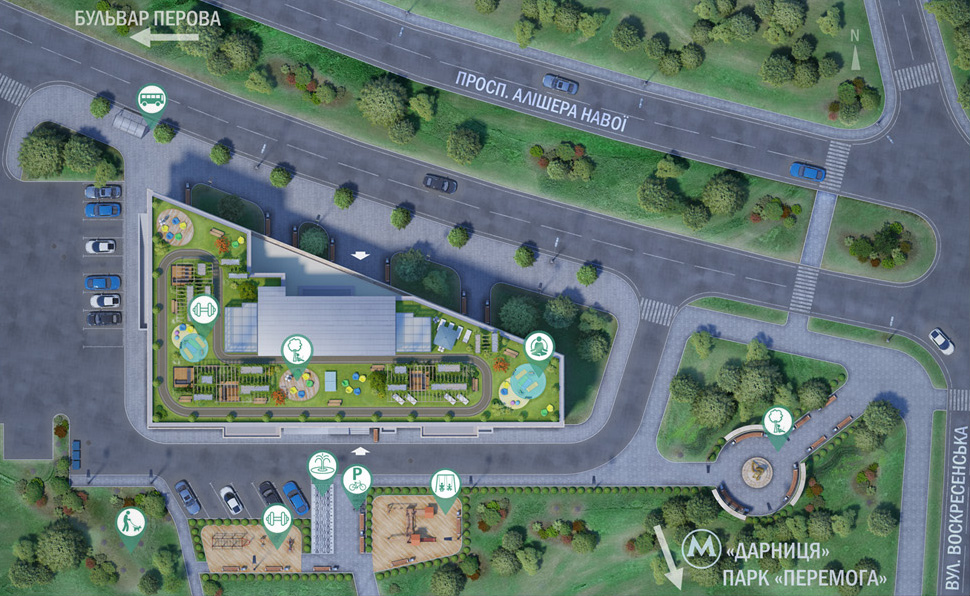 БУЛЬВАР ПЕРОВА
N
ПРОСП. АЛІШЕРА НАВОЇ
P
M
«ДАРНИЦЯ»
ПАРК «ПЕРЕМОГА»
ВУЛ. ВОСКРЕСЕНСЬКА